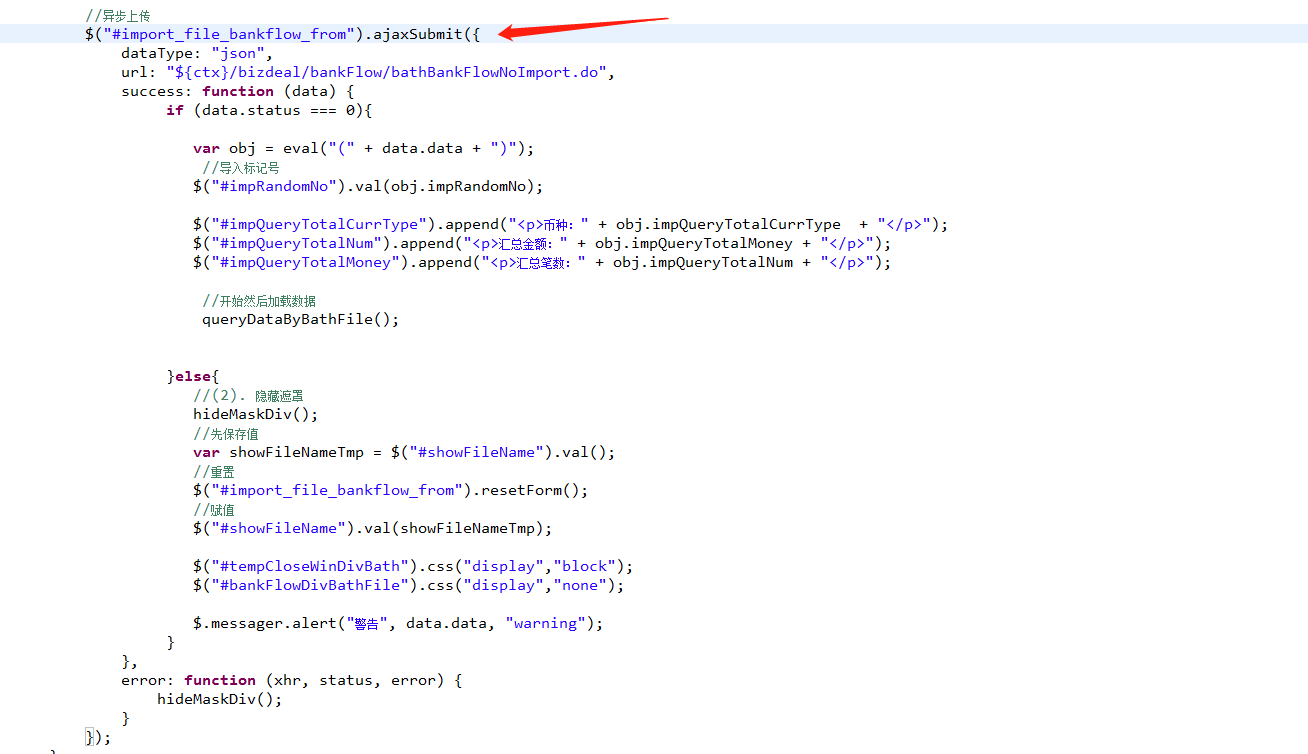 //异步上传
$("#import_file_bankflow_from").ajaxSubmit({
dataType: "json",
url: "${ctx}/bizdeal/bankFlow/bathBankFlowNoImport.do",
success: function (data) {
if (data.status === 0){
var obj = eval("(" + data.data + ")");
//导入标记号
$("#impRandomNo").val(obj.impRandomNo);
$("#impQueryTotalCurrType").append("<p>币种：" + obj.impQueryTotalCurrType  + "</p>");
$("#impQueryTotalNum").append("<p>汇总金额：" + obj.impQueryTotalMoney + "</p>");
$("#impQueryTotalMoney").append("<p>汇总笔数：" + obj.impQueryTotalNum + "</p>");
//开始然后加载数据
queryDataByBathFile();
}else{
//(2). 隐藏遮罩
hideMaskDiv();
//先保存值
var showFileNameTmp = $("#showFileName").val();
//重置
$("#import_file_bankflow_from").resetForm();
//赋值
$("#showFileName").val(showFileNameTmp);
$("#tempCloseWinDivBath").css("display","block");
$("#bankFlowDivBathFile").css("display","none");
$.messager.alert("警告", data.data, "warning");
}
},
error: function (xhr, status, error) {
hideMaskDiv();
}
});